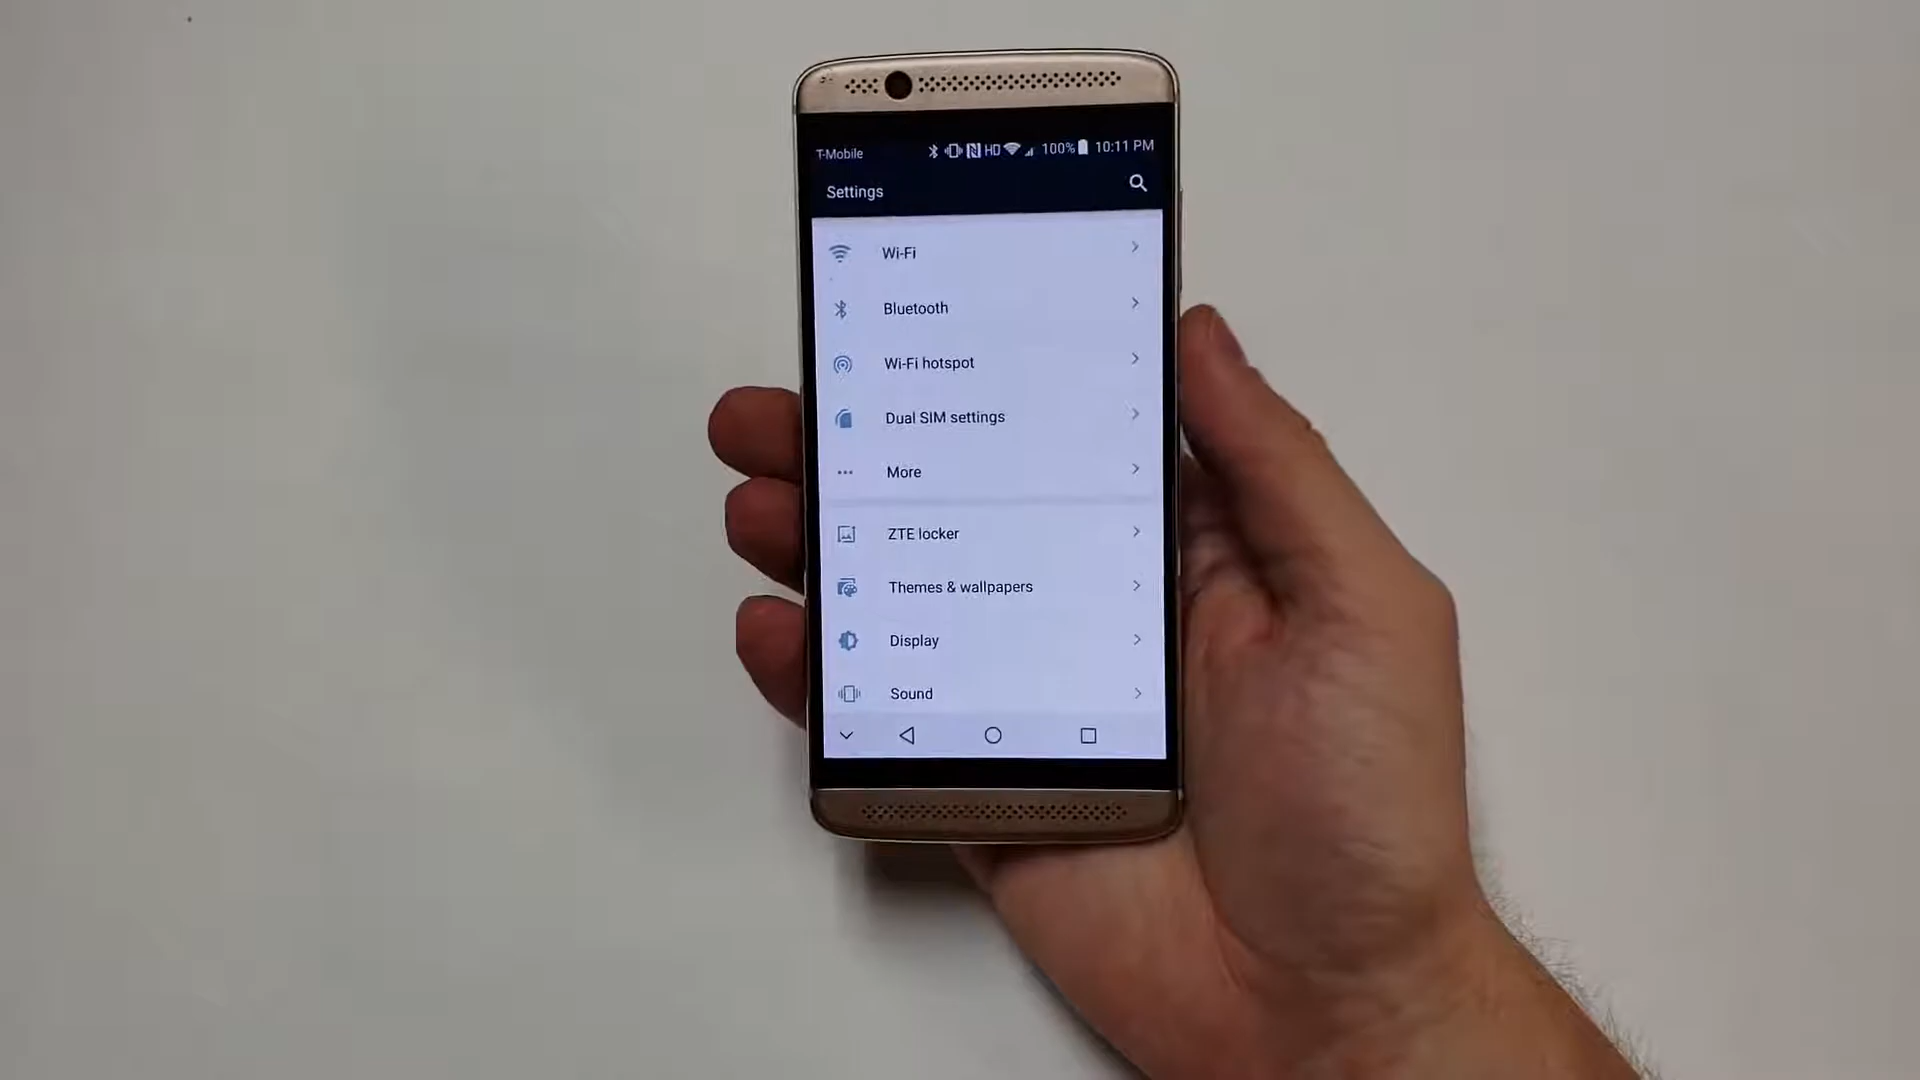 T-Mobile HD 100% 10:11 PM
Settings
Wi-Fi
Bluetooth
Wi-Fi hotspot
Dual SIM settings
More
ZTE locker
Themes & wallpapers
Display
Sound